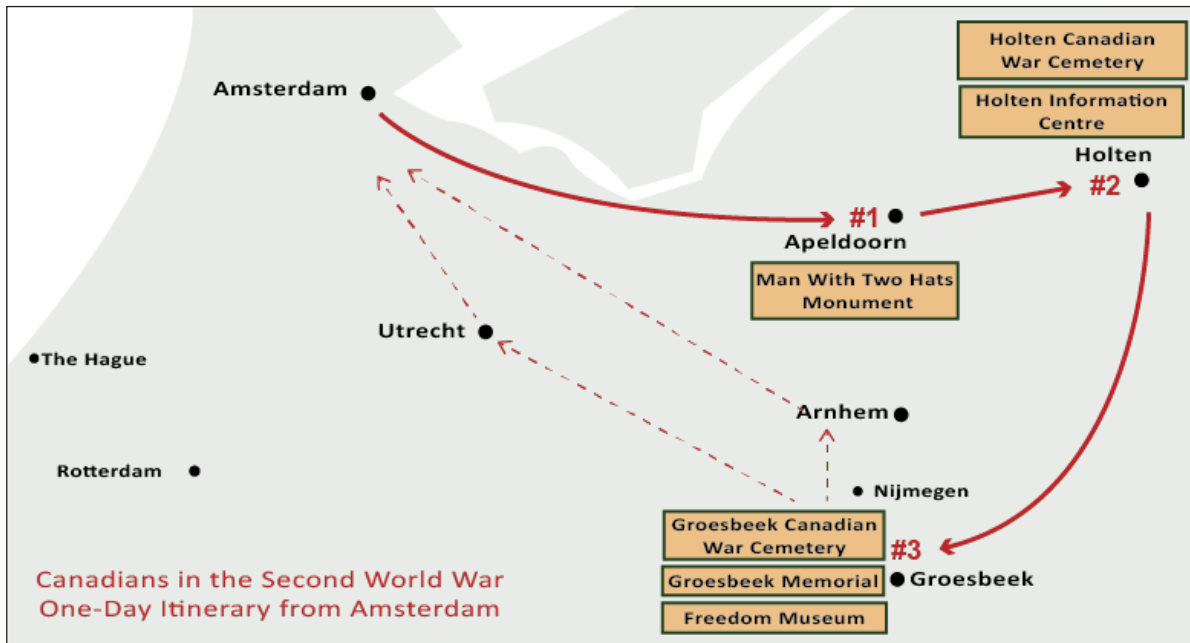 Holten Canadian
War Cemetery
Holten Information
Centre
Holten
#2
Amsterdam
#1
Apeldoorn
Man With Two Hats
Monument
Utrecht
The Hague
Arnhem
Rotterdam
Nijmegen
Groesbeek Canadian
War Cemetery
#3
Groesbeek Memorial
Groesbeek
Freedom Museum
Canadians in the Second World War
One-Day Itinerary from Amsterdam